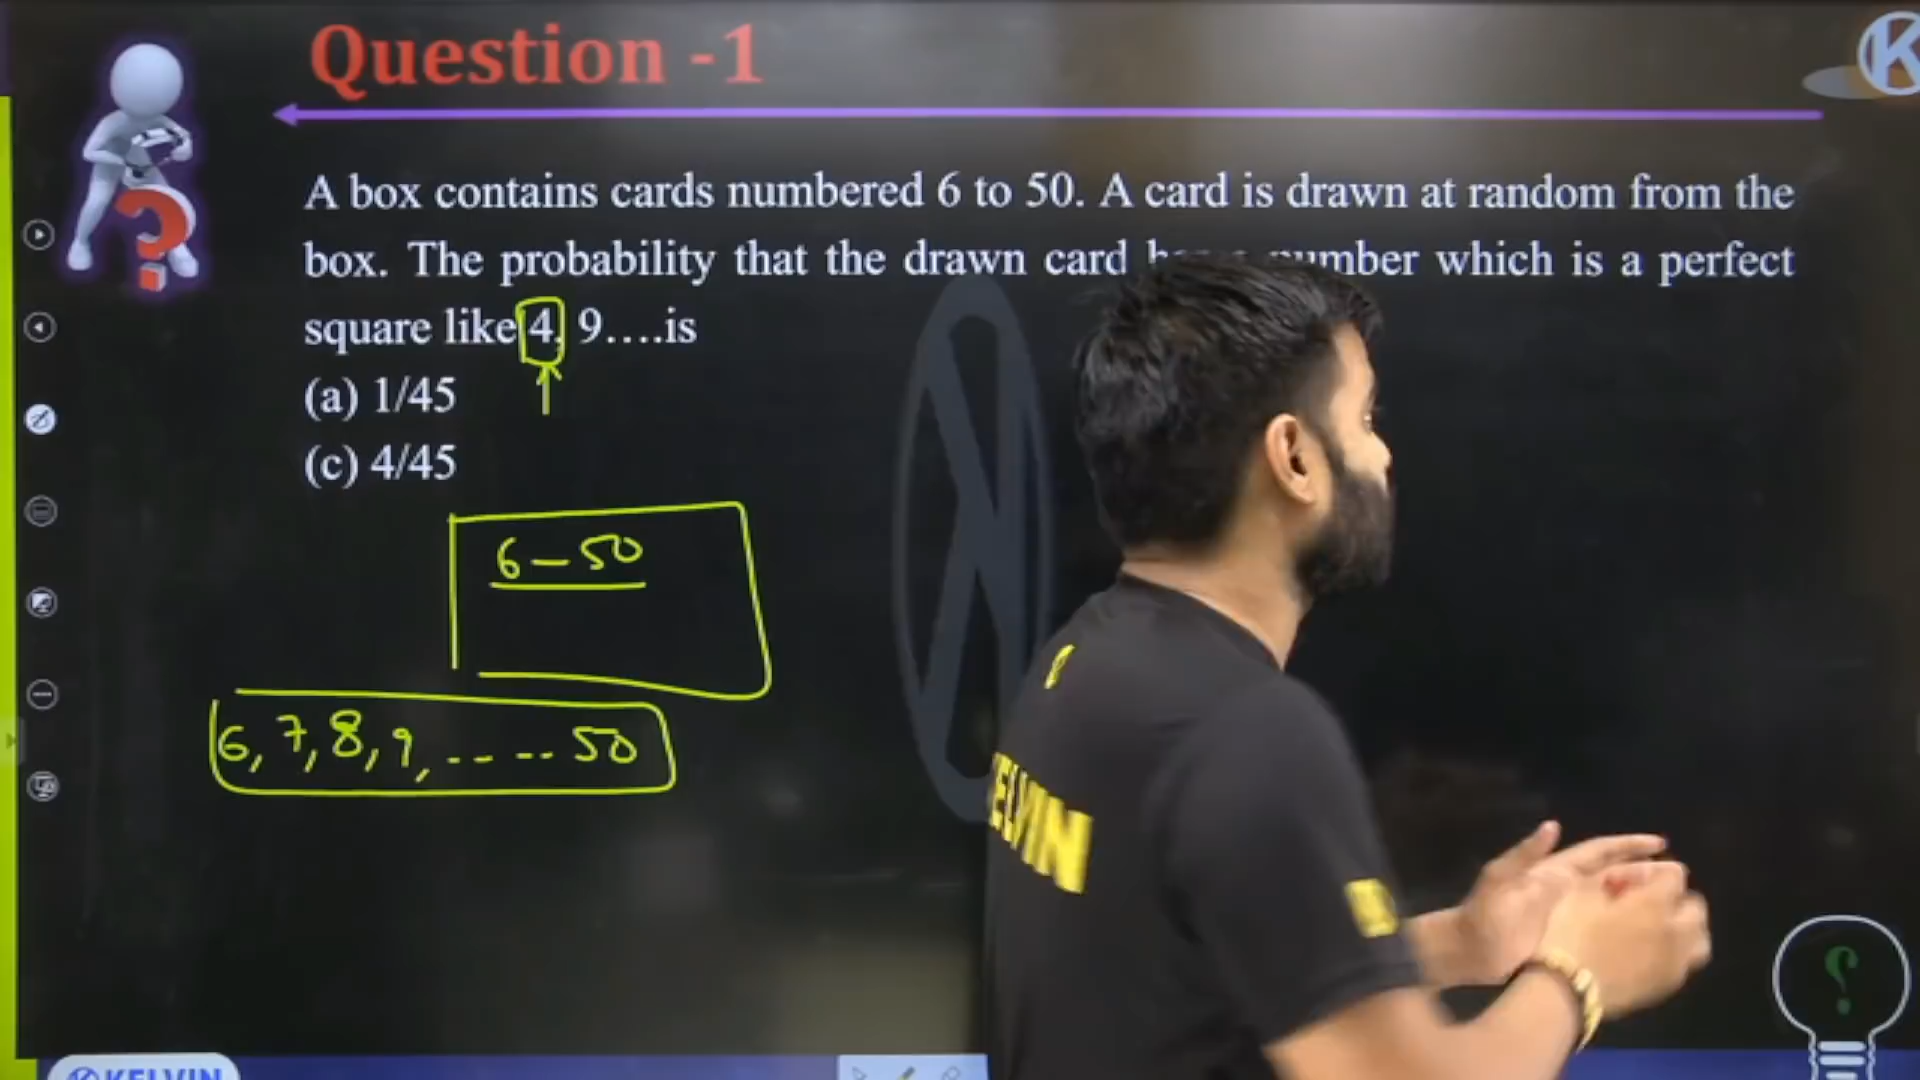 Question -1
A box contains cards numbered 6 to 50. A card is drawn at random from the
box. The probability that the drawn card number which is a perfect
square like 4, 9....is
(a) 1/45
(c) 4/45
6 – 50
6, 7, 8, 9, ----- 50
KELVIN
K
?